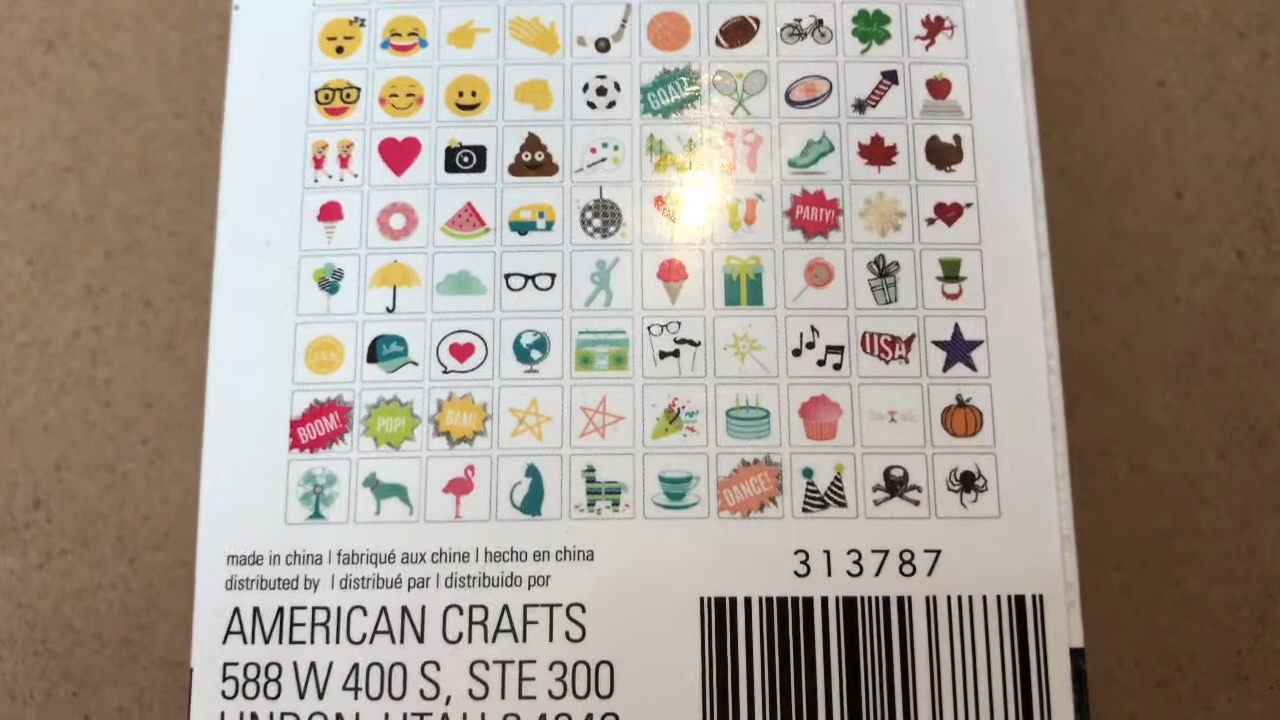 GOAL!
PARTY!
USA
BOOM!
POP!
BAM!
DANCE!
made in china | fabriqué aux chine | hecho en china
313787
distributed by | distribué par | distribuido por
AMERICAN CRAFTS
588 W 400 S, STE 300